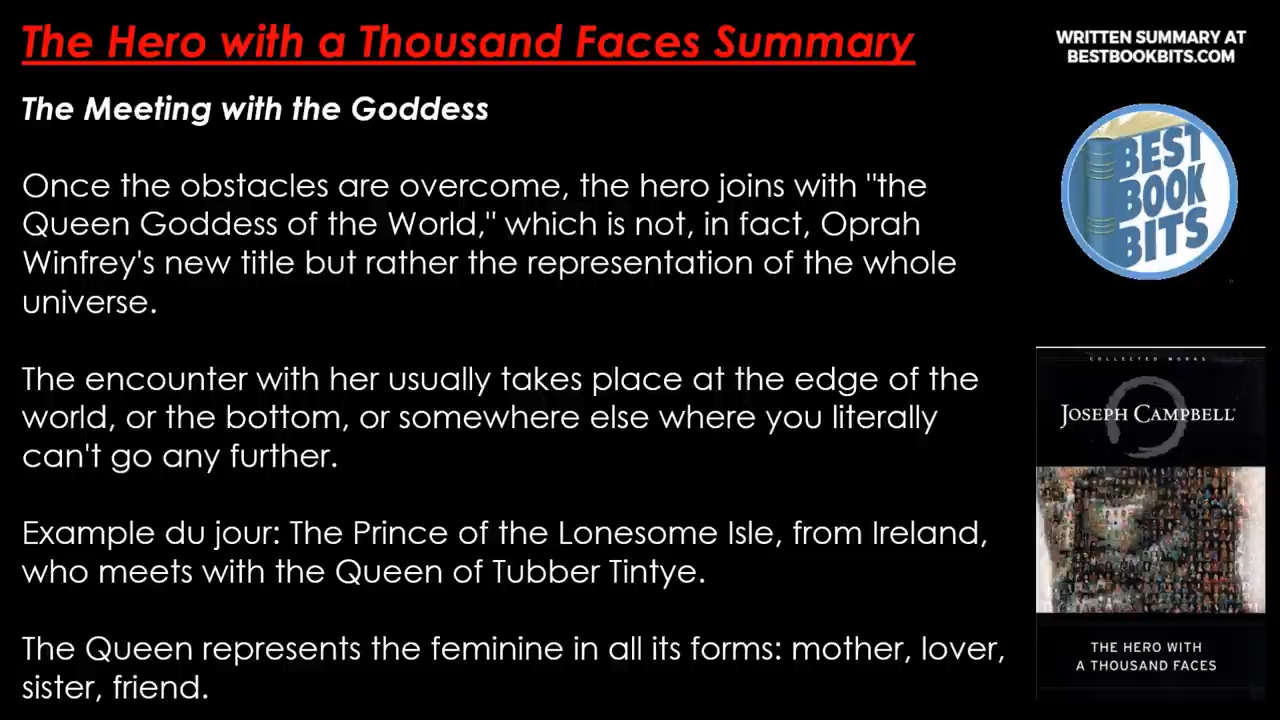 The Hero with a Thousand Faces Summary
WRITTEN SUMMARY AT
BESTBOOKBITS.COM
The Meeting with the Goddess
BEST
BOOK
BITS
Once the obstacles are overcome, the hero joins with "the
Queen Goddess of the World," which is not, in fact, Oprah
Winfrey's new title but rather the representation of the whole
universe.
The encounter with her usually takes place at the edge of the
world, or the bottom, or somewhere else where you literally
can't go any further.
Example du jour: The Prince of the Lonesome Isle, from Ireland,
who meets with the Queen of Tubber Tintye.
The Queen represents the feminine in all its forms: mother, lover,
sister, friend.
COLLECTED WORKS
JOSEPH CAMPBELL
THE HERO WITH
A THOUSAND FACES